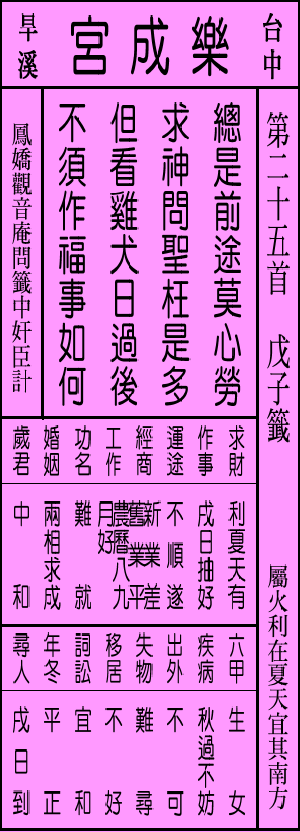 台中
樂成宮
旱溪
第二十五首 戊子籤 屬火利在夏天宜其南方
總是前途莫心勞
求神問聖枉是多
但看雞犬日過後
不須作福事如何
鳳嬌觀音庵問籤中奸臣計
求財 利夏天有
作事 戌日抽好
運途 不順遂
經商 新業差舊業平
工作 農曆八九月好
功名 難就
婚姻 兩相求成
歲君 中和
六甲 生女
疾病 秋過不妨
出外 不可
失物 難尋
移居 不好
詞訟 宜和
年冬 平正
尋人 戌日到